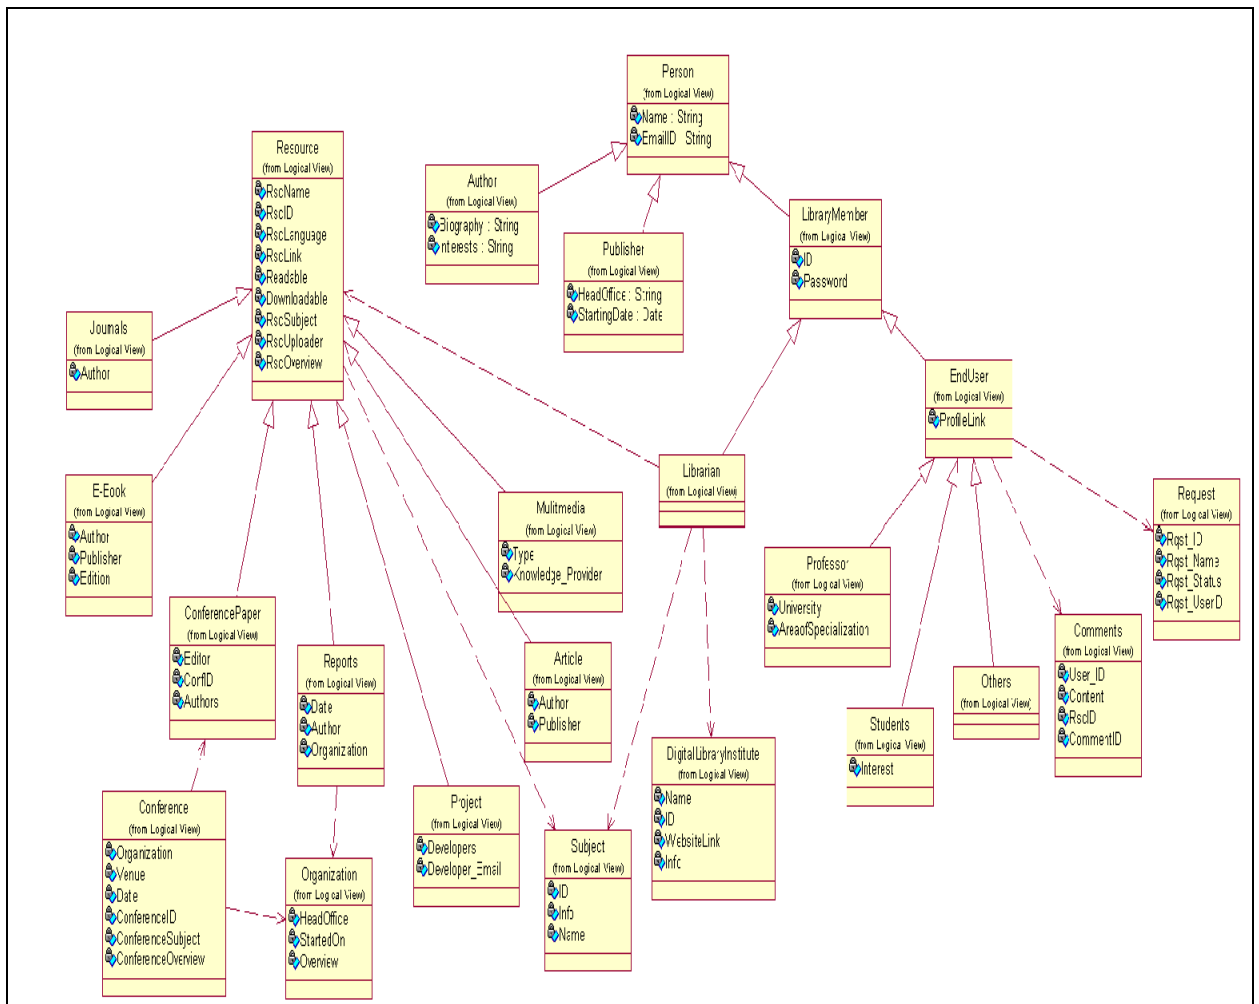 Person
(from Logical View)
Name : String
EmailID : String
Resource
(from Logical View)
RscName
RscID
RscLanguage
RscLink
Readable
Downloadable
RscSubject
RscUploader
RscOverview
Author
(from Logical View)
Biography : String
Interests : String
LibraryMember
(from Logical View)
ID
Password
Publisher
(from Logical View)
HeadOffice : String
StartingDate : Date
Journals
(from Logical View)
Author
EndUser
(from Logical View)
ProfileLink
Librarian
(from Logical View)
E-Eook
(from Logical View)
Author
Publisher
Edition
Mulitmedia
(from Logical View)
Type
Knowledge_Provider
Request
(from Logical View)
Rqst_ID
Rqst_Name
Rqst_Status
Rqst_UserD
Professor
(from Logical View)
University
AreaofSpecialization
ConferencePaper
(from Logical View)
Editor
ConfID
Authors
Reports
(from Logical View)
Date
Author
Organization
Article
(from Logical View)
Author
Publisher
Comments
(from Logical View)
User_ID
Content
RscID
CommentID
Others
(from Logical View)
Students
(from Logical View)
Interest
DigitalLibraryInstitute
(from Logical View)
Name
ID
WebsiteLink
Info
Conference
(from Logical View)
Organization
Venue
Date
ConferenceID
ConferenceSubject
ConferenceOverview
Project
(from Logical View)
Developers
Developer_Email
Subject
(from Logical View)
ID
Info
Name
Organization
(from Logical View)
HeadOffice
StartedOn
Overview